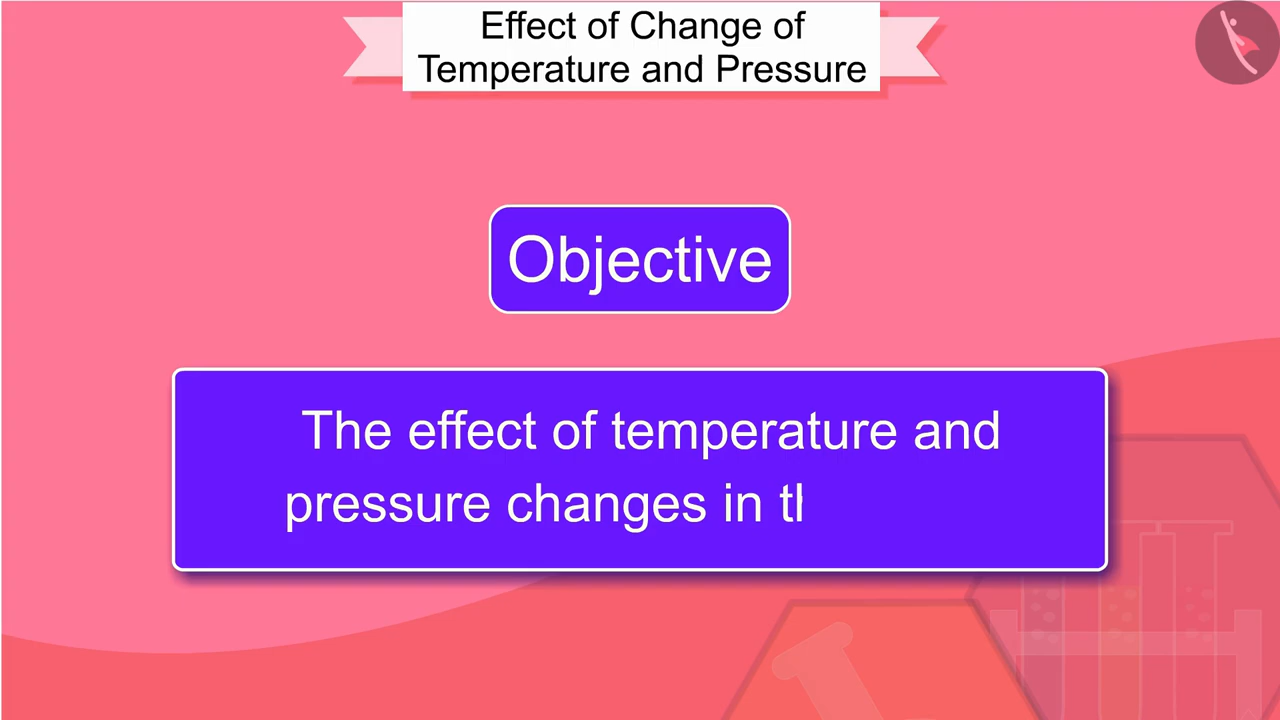 Effect of Change of
Temperature and Pressure
Objective
The effect of temperature and
pressure changes in